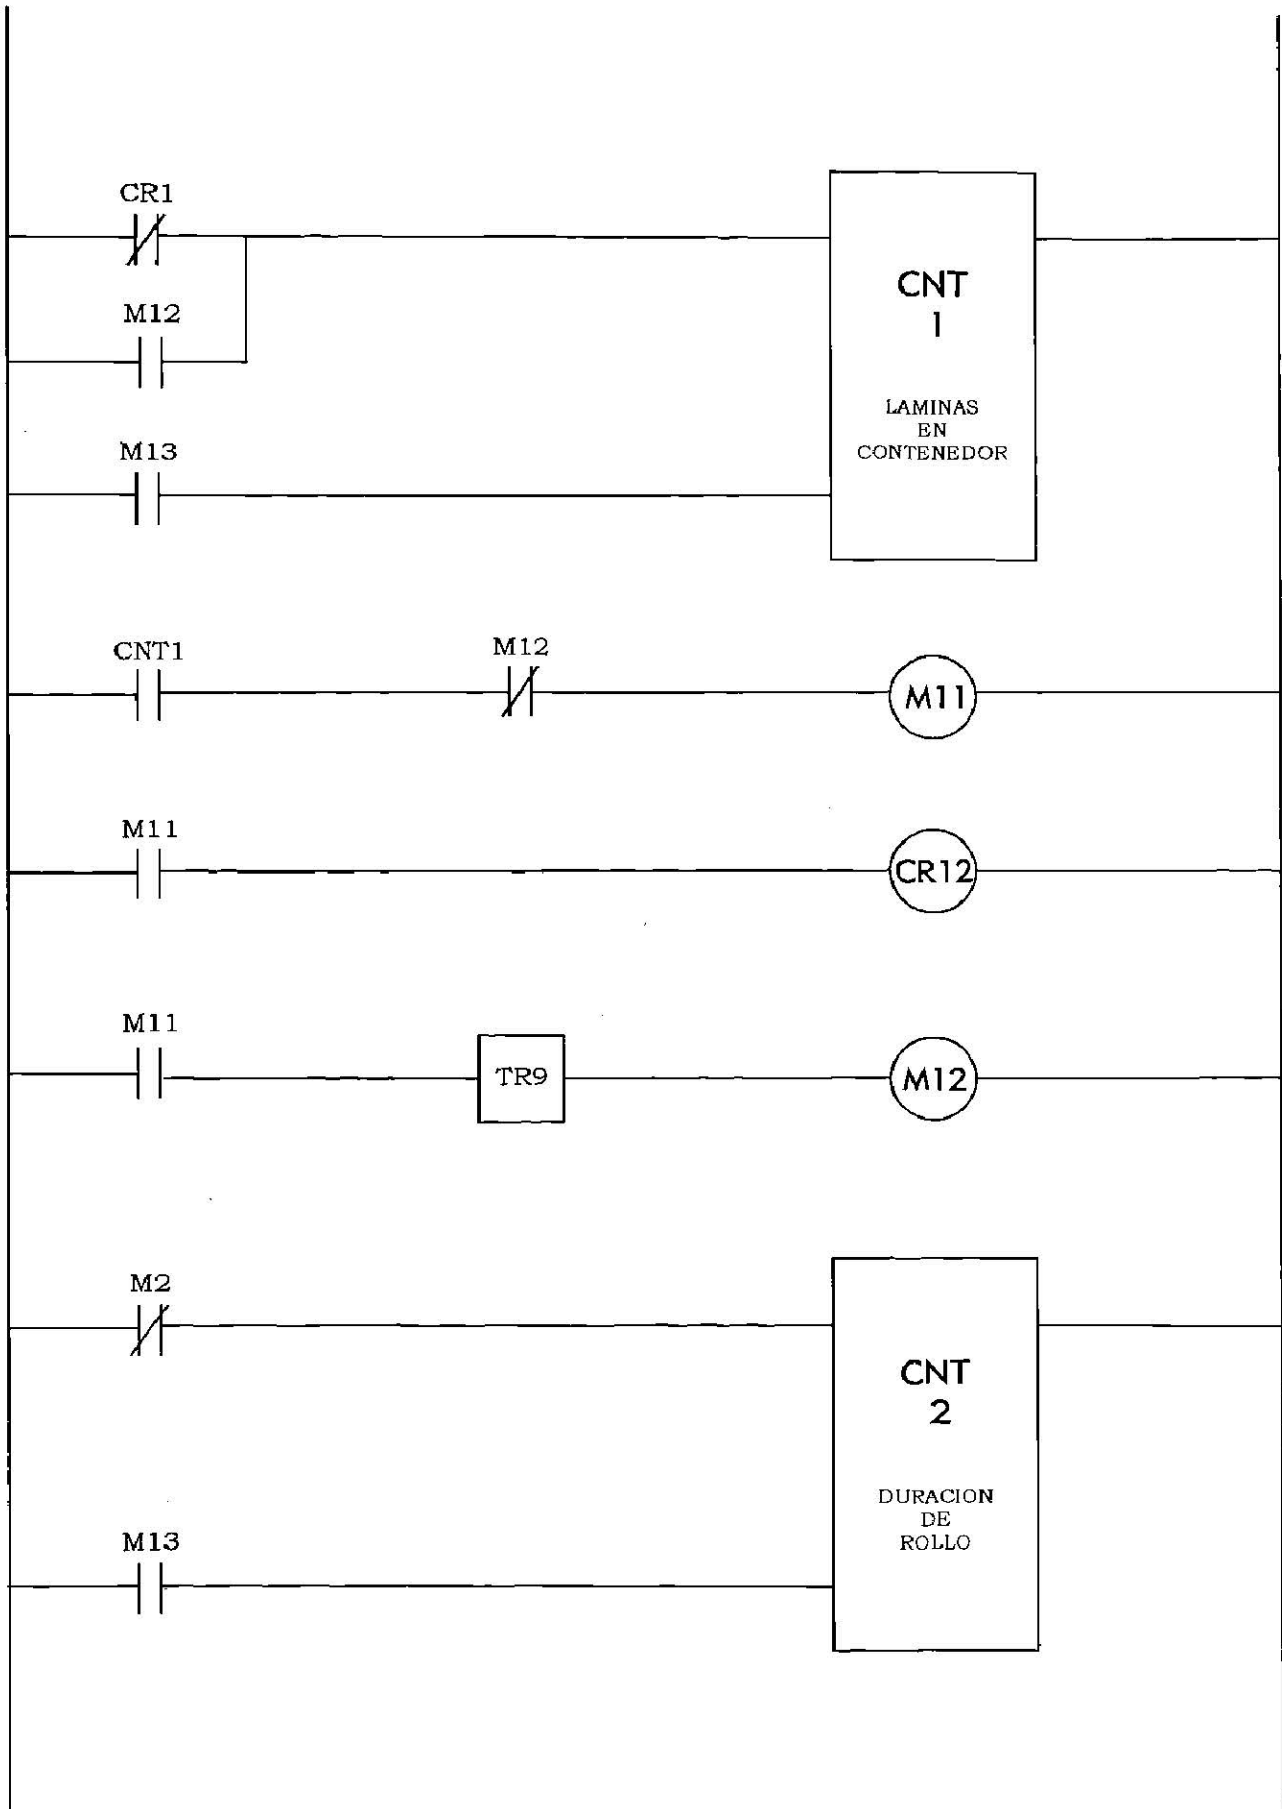 CR1
M12
CNT
1
LAMINAS
EN
CONTENEDOR
M13
CNT1
M12
M11
M11
CR12
M11
TR9
M12
M2
CNT
2
DURACION
DE
ROLLO
M13